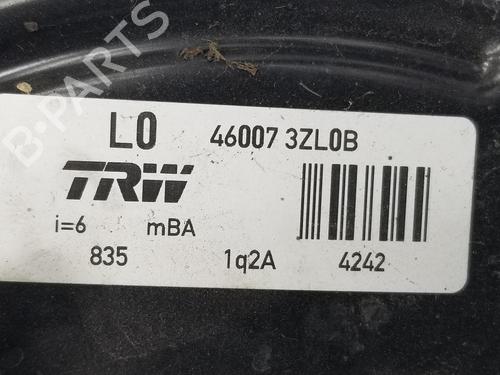 B-PARTS
L0 46007 3ZL0B
TRW
i=6 mBA
835 1q2A 4242